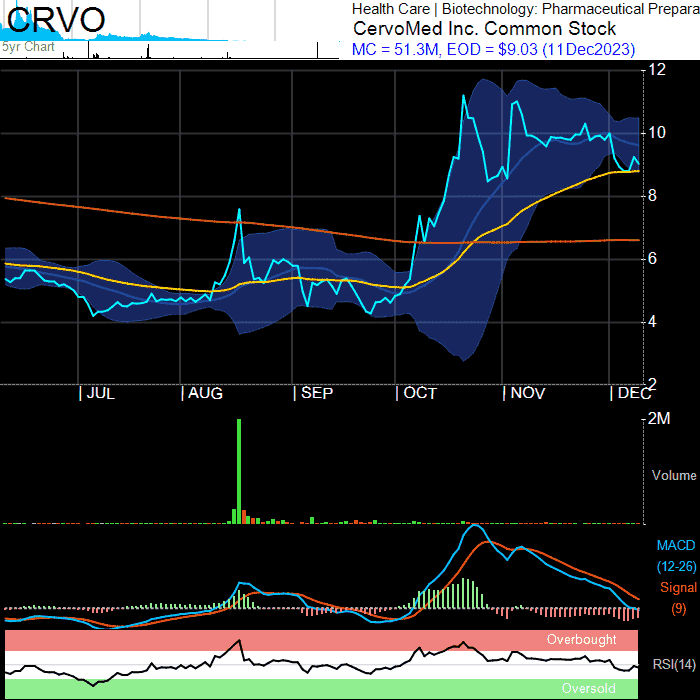 CRVO
5yr Chart
Health Care | Biotechnology: Pharmaceutical Prepara
CervoMed Inc. Common Stock
MC = 51.3M, EOD = $9.03 (11Dec2023)
12
10
8
6
4
2
| JUL | AUG | SEP | OCT | NOV | DEC
2M
Volume
MACD
(12-26)
Signal
(9)
Overbought
RSI(14)
Oversold